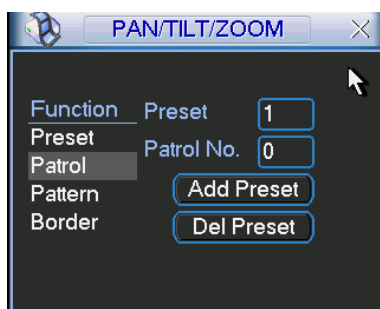 PAN/TILT/ZOOM
Function
Preset
Patrol
Pattern
Border
Preset 1
Patrol No. 0
Add Preset
Del Preset